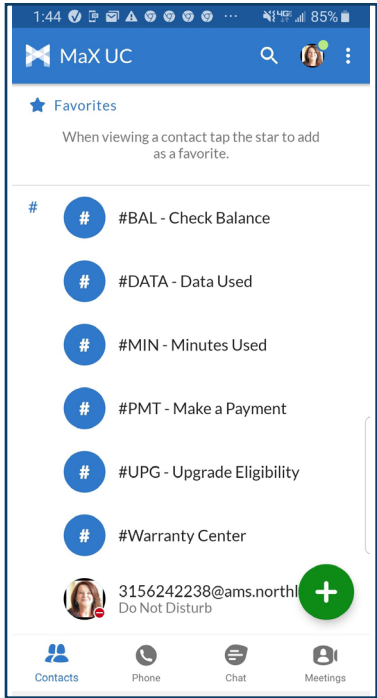 1:44 ... 4GE 85%
MaX UC
Favorites
When viewing a contact tap the star to add
as a favorite.
#
# #BAL - Check Balance
# #DATA - Data Used
# #MIN - Minutes Used
# #PMT - Make a Payment
# #UPG - Upgrade Eligibility
# #Warranty Center
3156242238@ams.northl
Do Not Disturb
+
Contacts Phone Chat Meetings